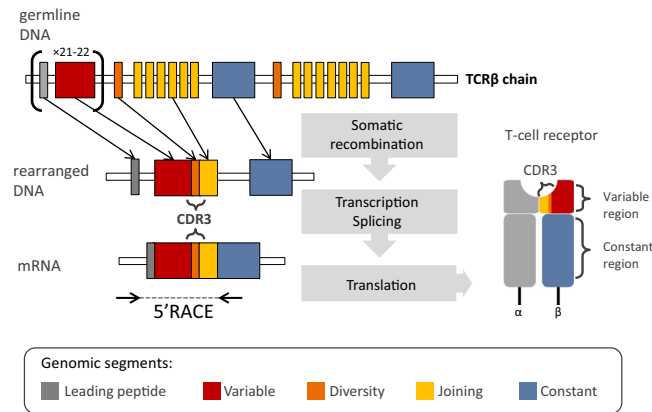 germline
DNA
×21-22
TCRβ chain
Somatic
recombination
T-cell receptor
CDR3
rearranged
DNA
CDR3
Transcription
Splicing
Variable
region
Constant
region
mRNA
Translation
5’RACE
α
β
Genomic segments:
Leading peptide
Variable
Diversity
Joining
Constant